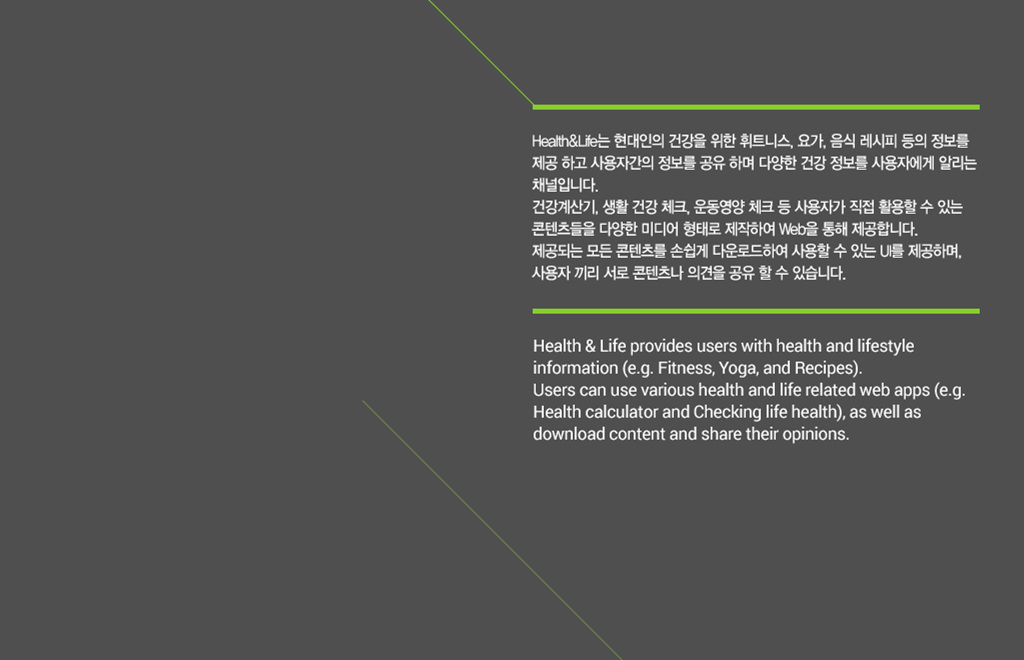 Health&Life는 현대인의 건강을 위한 휘트니스, 요가, 음식 레시피 등의 정보를
제공 하고 사용자간의 정보를 공유 하며 다양한 건강 정보를 사용자에게 알리는
채널입니다.
건강계산기, 생활 건강 체크, 운동영양 체크 등 사용자가 직접 활용할 수 있는
콘텐츠들을 다양한 미디어 형태로 제작하여 Web을 통해 제공합니다.
제공되는 모든 콘텐츠를 손쉽게 다운로드하여 사용할 수 있는 UI를 제공하며,
사용자 끼리 서로 콘텐츠나 의견을 공유 할 수 있습니다.
Health & Life provides users with health and lifestyle
information (e.g. Fitness, Yoga, and Recipes).
Users can use various health and life related web apps (e.g.
Health calculator and Checking life health), as well as
download content and share their opinions.